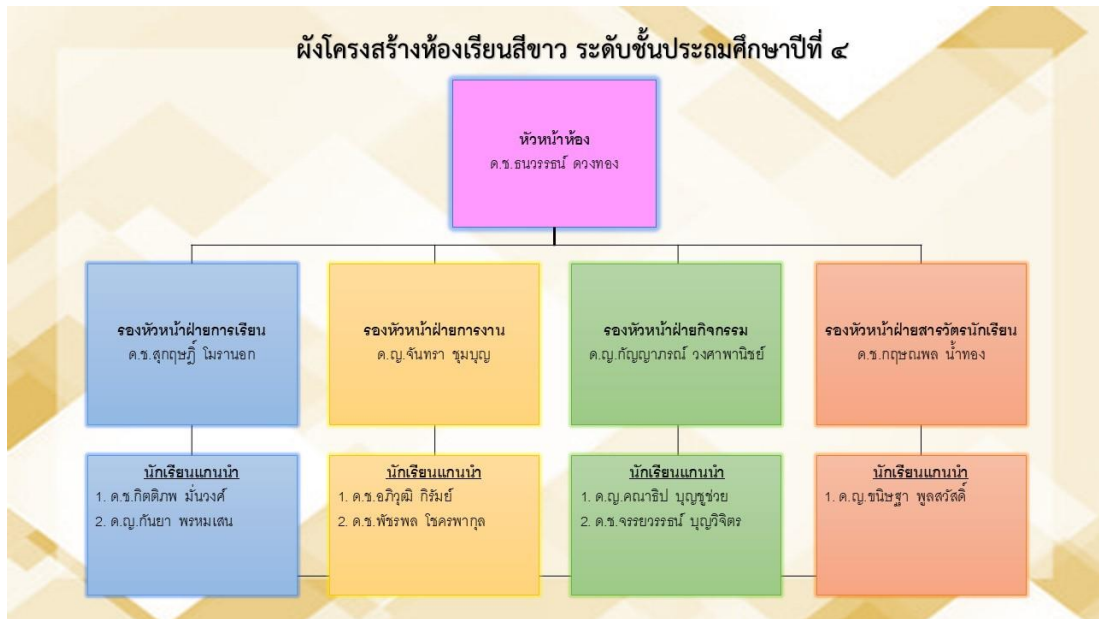 ผังโครงสร้างห้องเรียนสีขาว ระดับชั้นประถมศึกษาปีที่ ๔
หัวหน้าห้อง
ด.ช.ธนวรรธน์ ดวงทอง
รองหัวหน้าฝ่ายการเรียน
ด.ช.สุกฤษฎิ์ โมรานอก
รองหัวหน้าฝ่ายการงาน
ด.ญ.จันทรา ชุมบุญ
รองหัวหน้าฝ่ายกิจกรรม
ด.ญ.กัญญาภรณ์ วงศาพานิชย์
รองหัวหน้าฝ่ายสารวัตรนักเรียน
ด.ช.กฤษณพล น้ำทอง
นักเรียนแกนนำ
1. ด.ช.กิตติภพ มั่นวงศ์
2. ด.ญ.กันยา พรหมเสน
นักเรียนแกนนำ
1. ด.ช.อภิวุฒิ กิรัมย์
2. ด.ช.พัชรพล โชครพากุล
นักเรียนแกนนำ
1. ด.ญ.คณาธิป บุญชูช่วย
2. ด.ช.จรรยวรรธน์ บุญวิจิตร
นักเรียนแกนนำ
1. ด.ญ.ขนิษฐา พูลสวัสดิ์